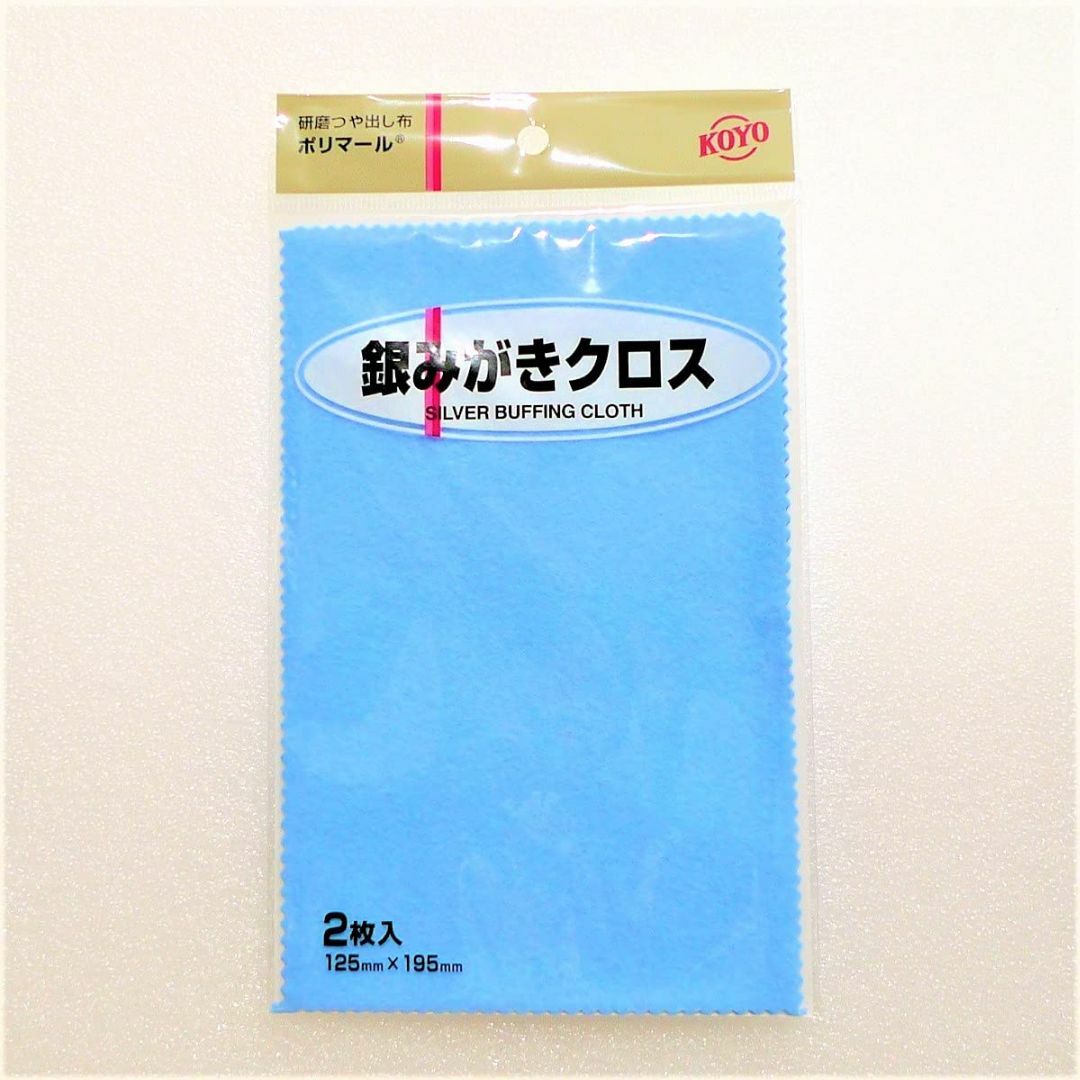 研磨つや出し布
ポリマール®
KOYO
銀みがきクロス
SILVER BUFFING CLOTH
2枚入
125mm×195mm